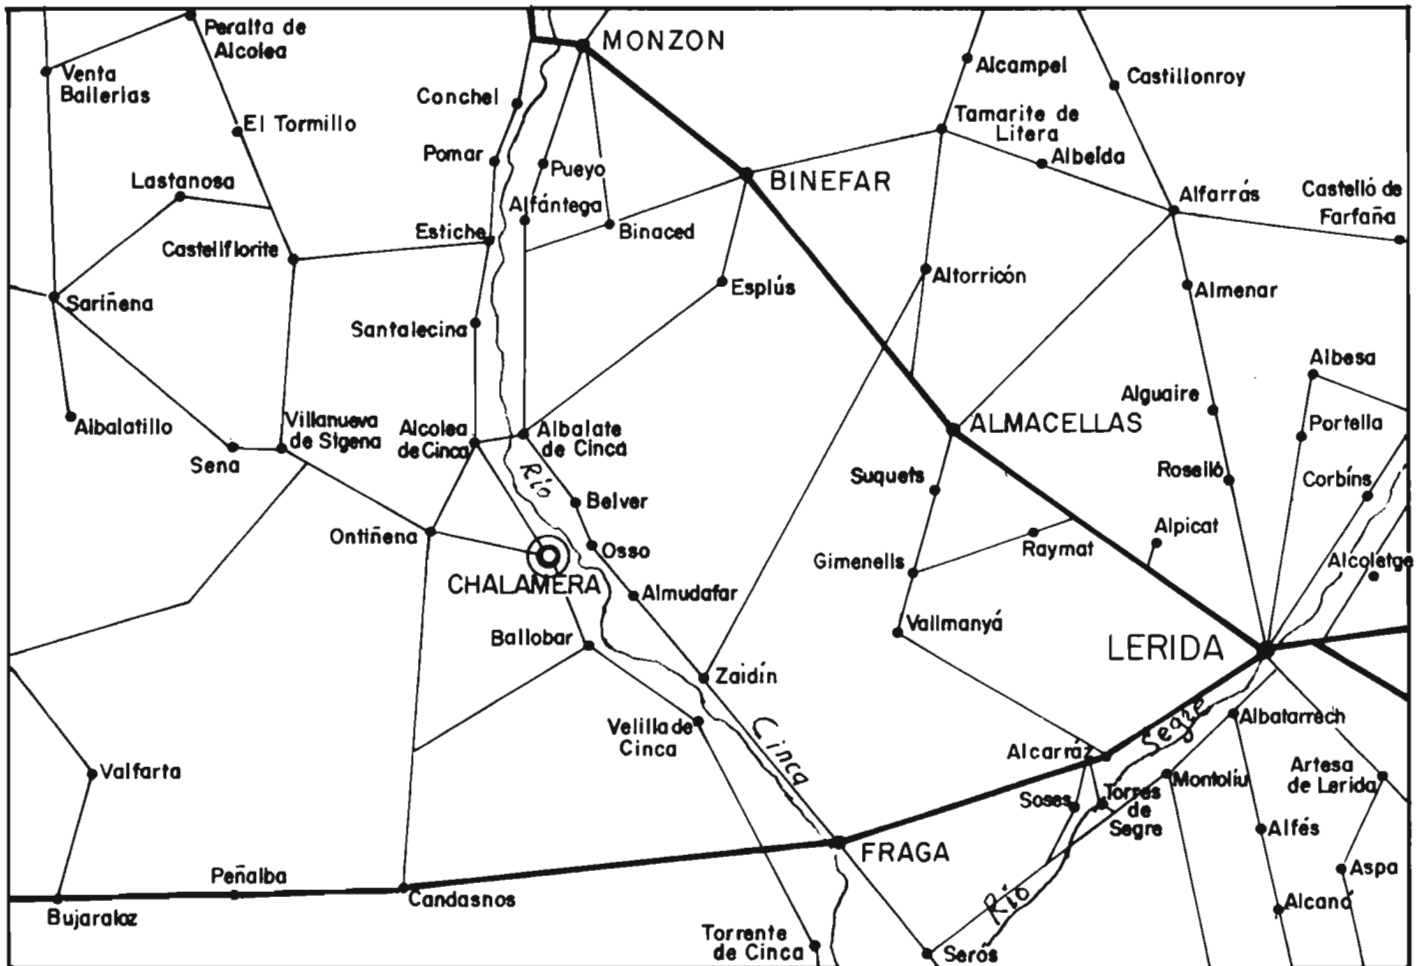 Peralta de
Alcolea
MONZON
Venta
Ballerias
Alcampel
Castillonroy
Conchel
El Tormillo
Tamarite de
Litera
Pomar
Pueyo
Albelda
Lastanosa
BINEFAR
Alfarrás
Castelló de
Farfaña
Alfántega
Estiche
Binaced
Castellflorite
Altorricón
Esplús
Almenar
Sariñena
Santalecina
Albesa
Alguaire
Portella
Albalatillo
Villanueva
de Sigena
Alcolea
de Cinca
Albalate
de Cinca
ALMACELLAS
Sena
Río
Suquets
Roselló
Corbíns
Belver
Ontiñena
Osso
Raymat
Alpicat
Gimenells
Alcoletge
CHALAMERA
Almudafar
Ballobar
Vallmanyá
LERIDA
Zaidín
Velilla de
Cinca
Cinca
Segre
Albatarrech
Valfarta
Alcarráz
Montoliu
Artesa
de Lerida
Soses
Torres
de
Segre
Alfés
FRAGA
Peñalba
Aspa
Candasnos
Río
Alcanó
Bujaraloz
Torrente
de Cinca
Serós